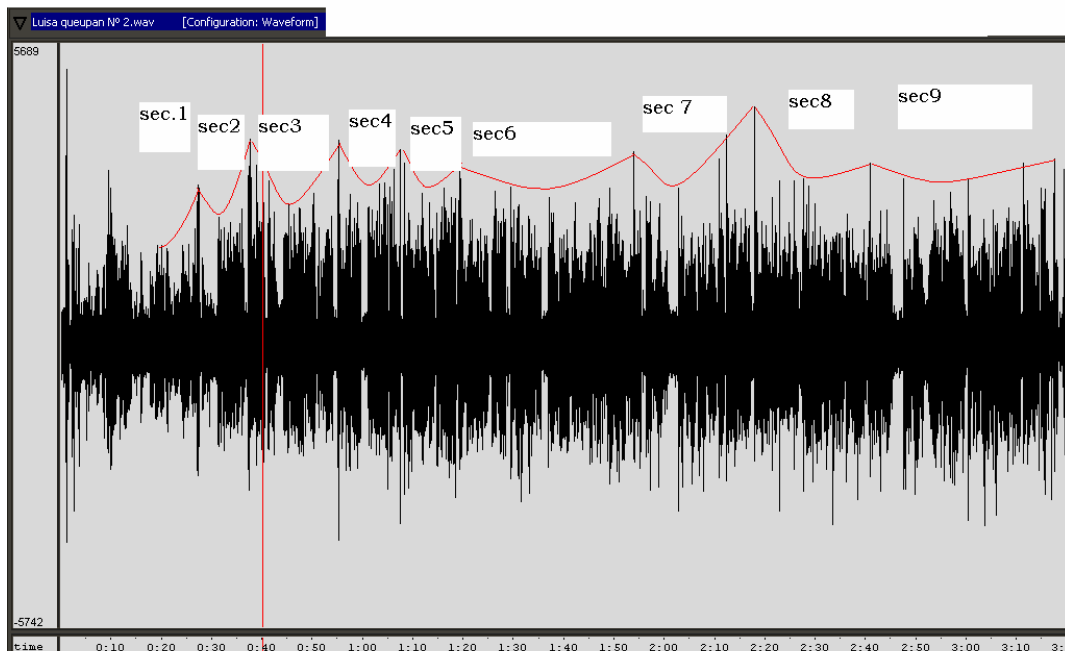 Luisa queupan Nº 2.wav [Configuration: Waveform]
5689
sec.1
sec2
sec3
sec4
sec5
sec6
sec 7
sec8
sec9
-5742
time 0:10 0:20 0:30 0:40 0:50 1:00 1:10 1:20 1:30 1:40 1:50 2:00 2:10 2:20 2:30 2:40 2:50 3:00 3:10 3: